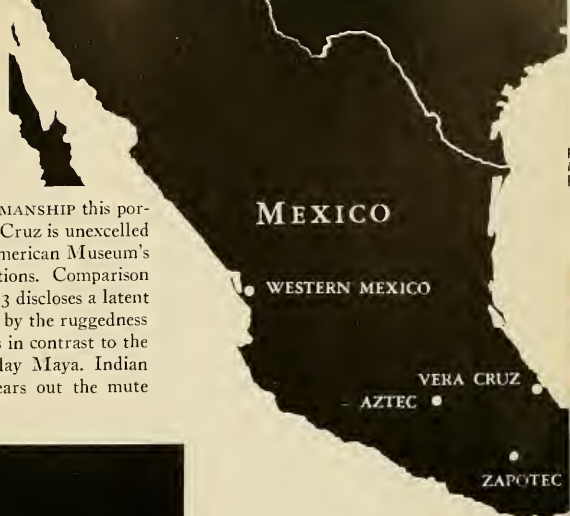 MANSHIP this por-
Cruz is unexcelled
merican Museum's
tions. Comparison
3 discloses a latent
by the ruggedness
s in contrast to the
lay Maya. Indian
ears out the mute
MEXICO
WESTERN MEXICO
VERA CRUZ
AZTEC
ZAPOTEC